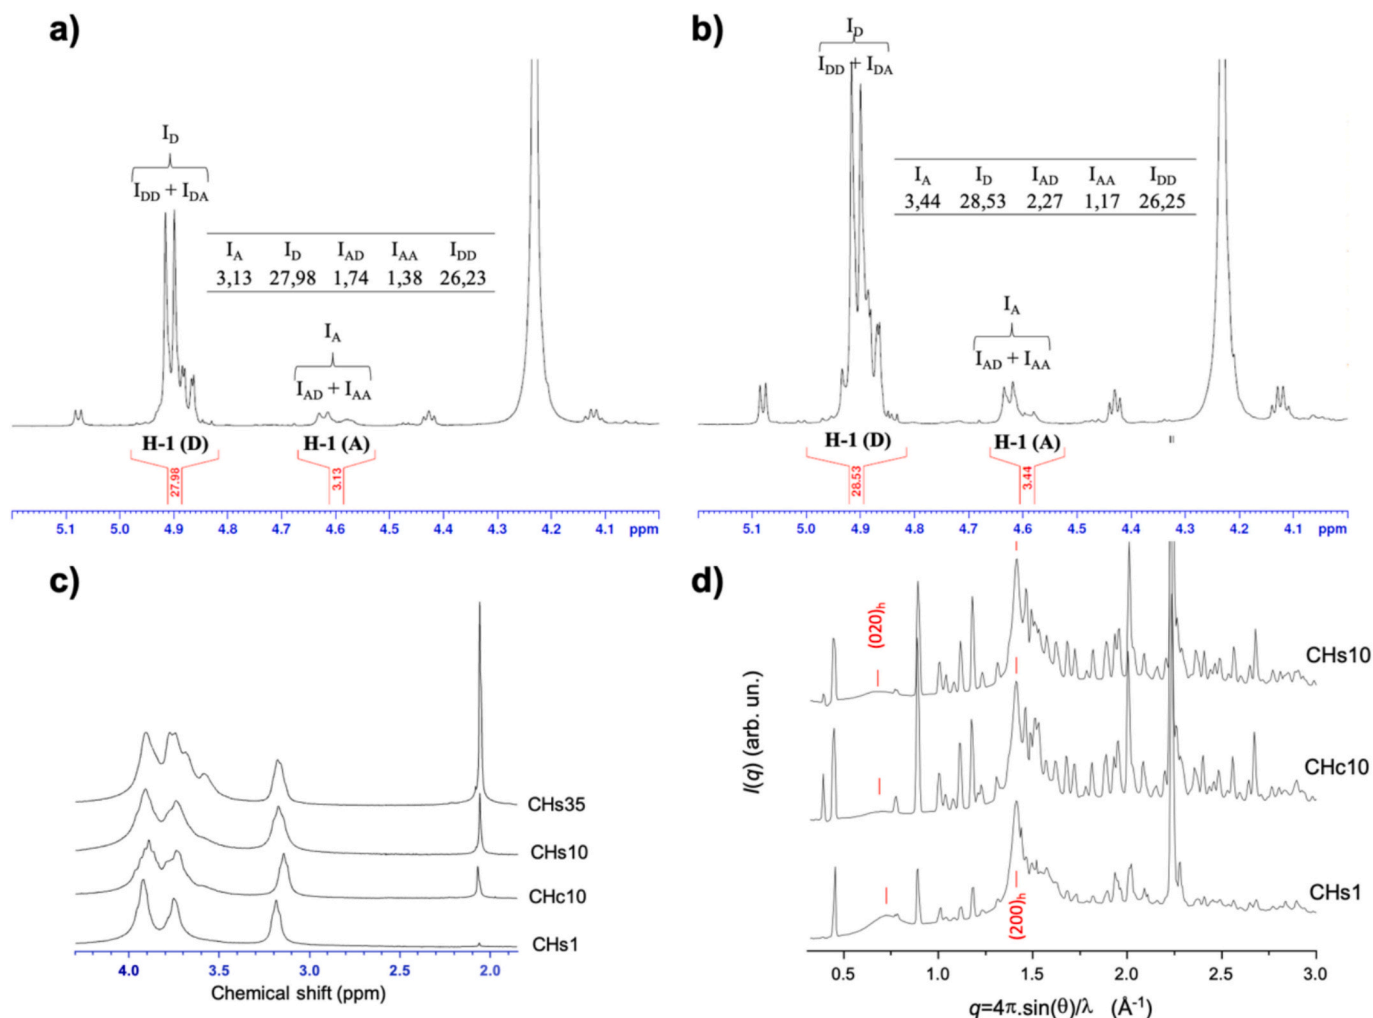 a)
I_D
I_DD + I_DA
I_A I_D I_AD I_AA I_DD
3,13 27,98 1,74 1,38 26,23
I_A
I_AD + I_AA
H-1 (D) H-1 (A)
27.98 3.13
5.1 5.0 4.9 4.8 4.7 4.6 4.5 4.4 4.3 4.2 4.1 ppm
b)
I_D
I_DD + I_DA
I_A I_D I_AD I_AA I_DD
3,44 28,53 2,27 1,17 26,25
I_A
I_AD + I_AA
H-1 (D) H-1 (A)
28.53 3.44
5.1 5.0 4.9 4.8 4.7 4.6 4.5 4.4 4.3 4.2 4.1 ppm
c)
CHs35
CHs10
CHc10
CHs1
4.0 3.5 3.0 2.5 2.0
Chemical shift (ppm)
d)
(020)h
CHs10
CHc10
CHs1
(200)h
I(q) (arb. un.)
0.5 1.0 1.5 2.0 2.5 3.0
q=4π.sin(θ)/λ (Å⁻¹)